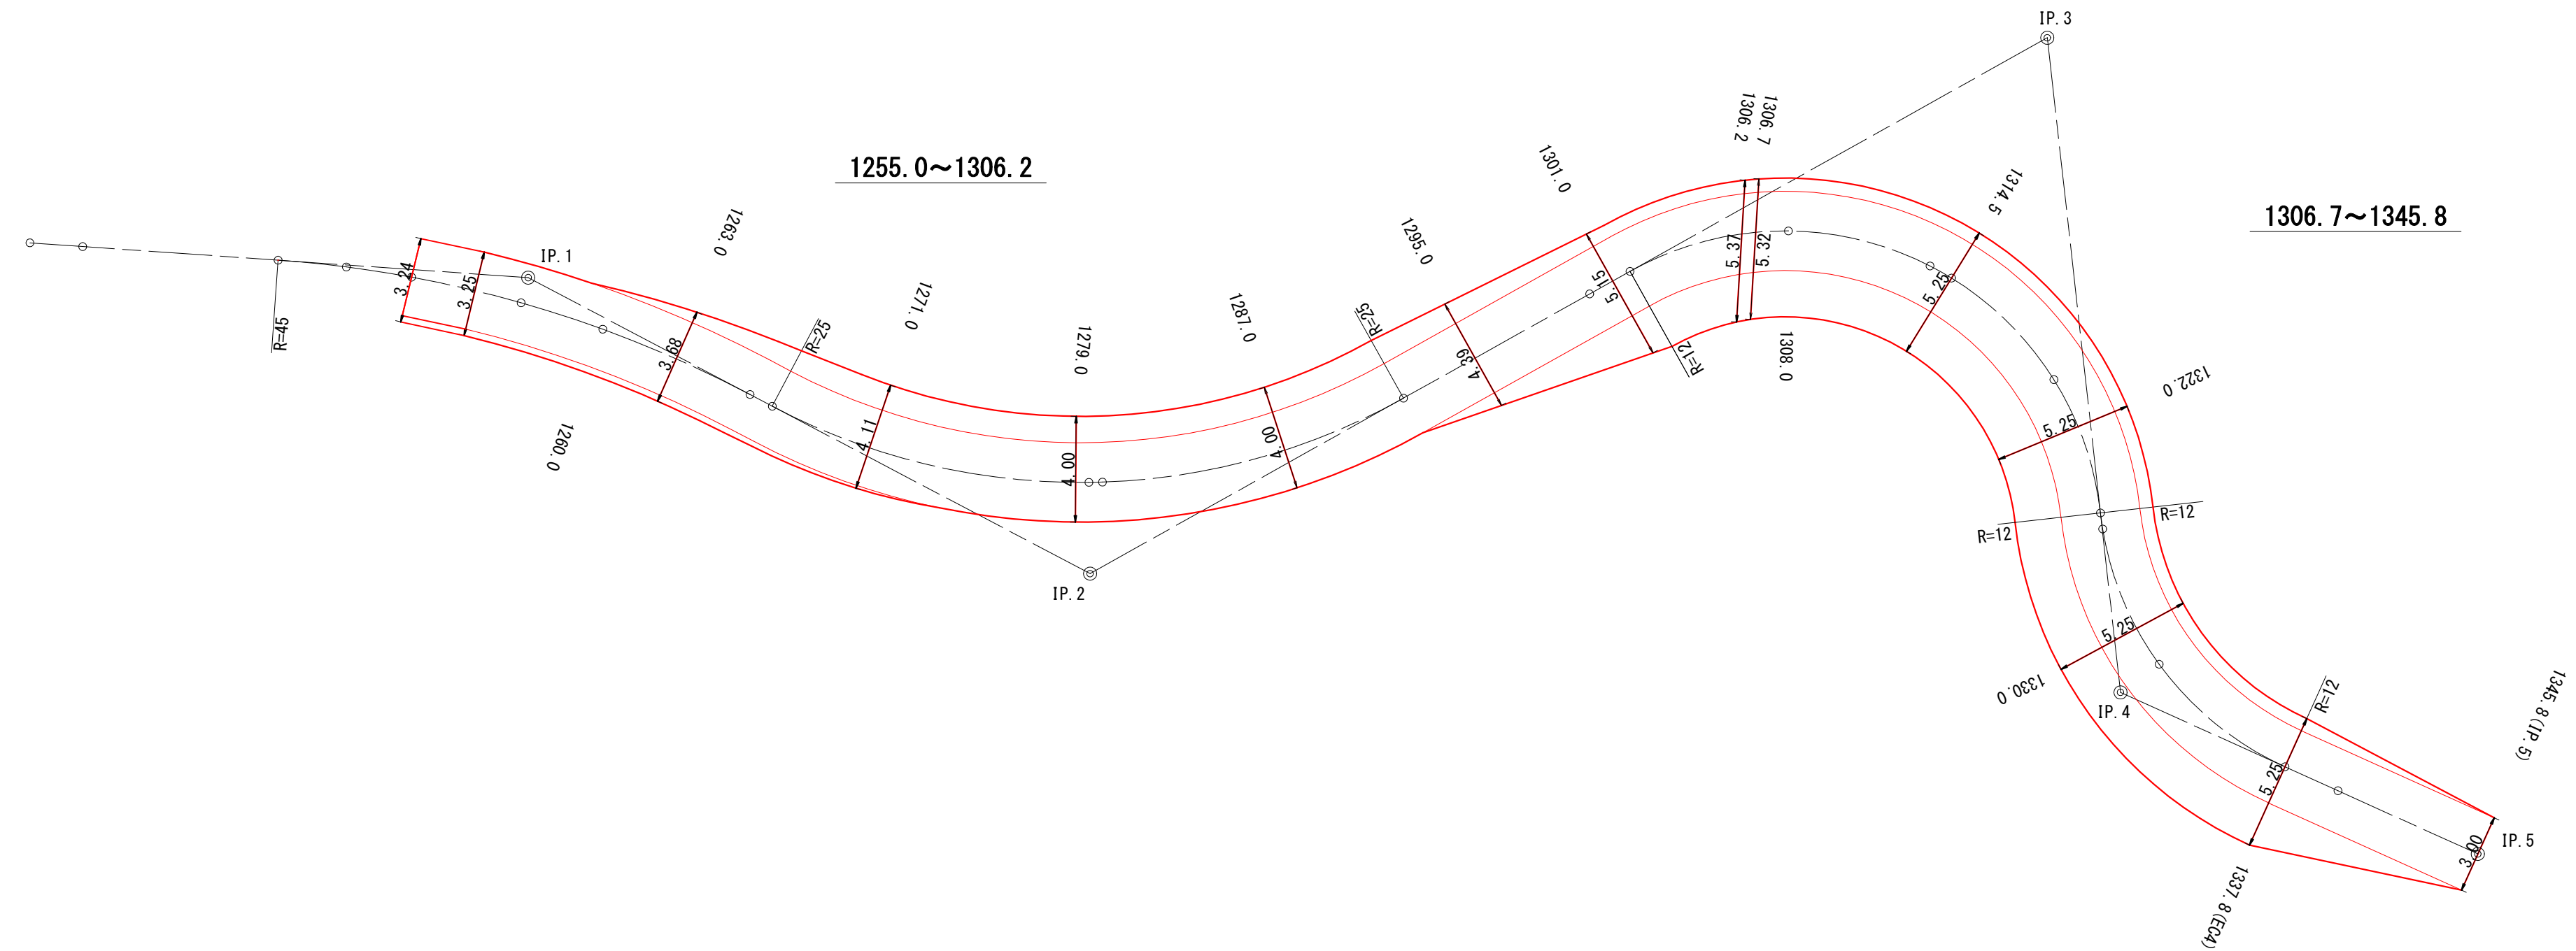 IP. 3
1306. 7
1306. 2
1255. 0～1306. 2
1301. 0
1314. 5
1306. 7～1345. 8
1263. 0
1295. 0
IP. 1
3. 24
3. 25
5. 37
5. 32
5. 25
5. 15
R=45
R=25
1271. 0
1287. 0
R=25
1279. 0
1308. 0
R=12
3. 68
4. 39
1322. 0
4. 11
1260. 0
4. 00
4. 00
5. 25
R=12
R=12
IP. 2
5. 25
1330. 0
R=12
IP. 4
1345. 8(IP. 5)
5. 25
3. 00
IP. 5
1337. 8(EC4)